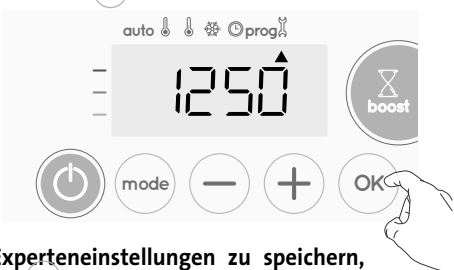 auto prog
1250
boost
mode OK
Experteneinstellungen zu speichern,